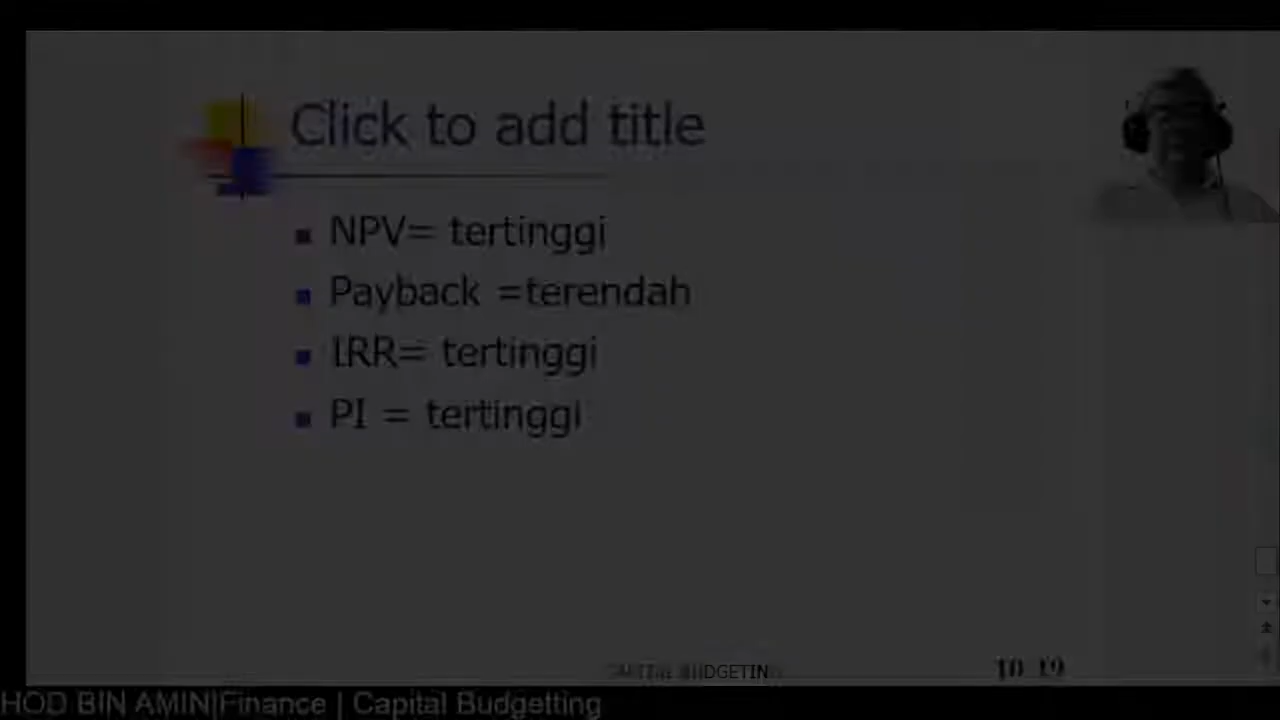 Click to add title
NPV= tertinggi
Payback =terendah
IRR= tertinggi
PI = tertinggi
CAPITAL BUDGETING
10 19
HOD BIN AMIN|Finance | Capital Budgetting